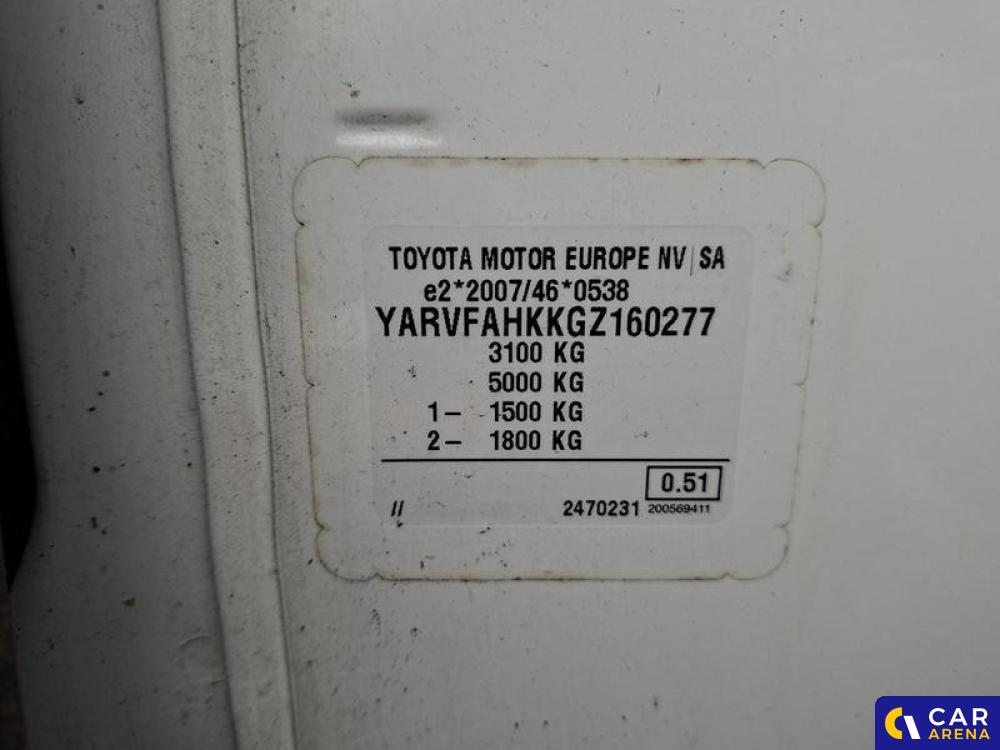 TOYOTA MOTOR EUROPE NV|SA
e2*2007/46*0538
YARVFAHKKGZ160277
3100 KG
5000 KG
1– 1500 KG
2– 1800 KG
0.51
// 2470231 200569411
CAR
ARENA